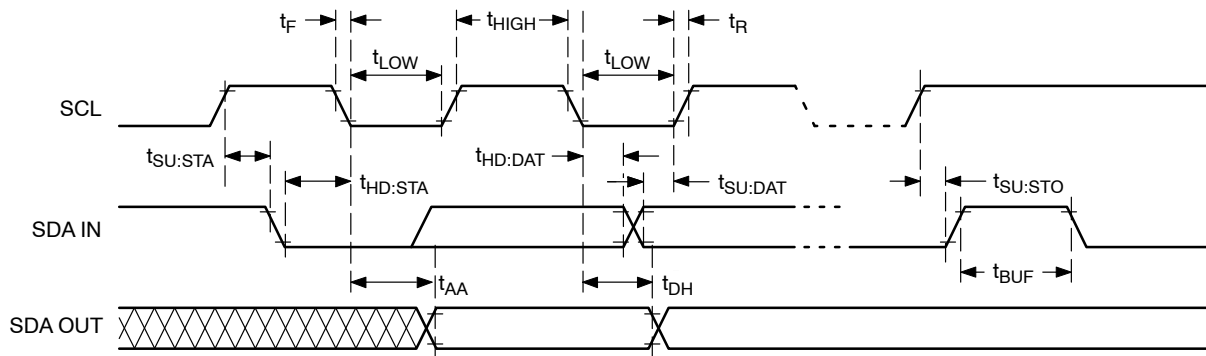 tF tHIGH tR
tLOW tLOW
SCL
tSU:STA tHD:STA tHD:DAT tSU:DAT tSU:STO
SDA IN
tAA tDH tBUF
SDA OUT